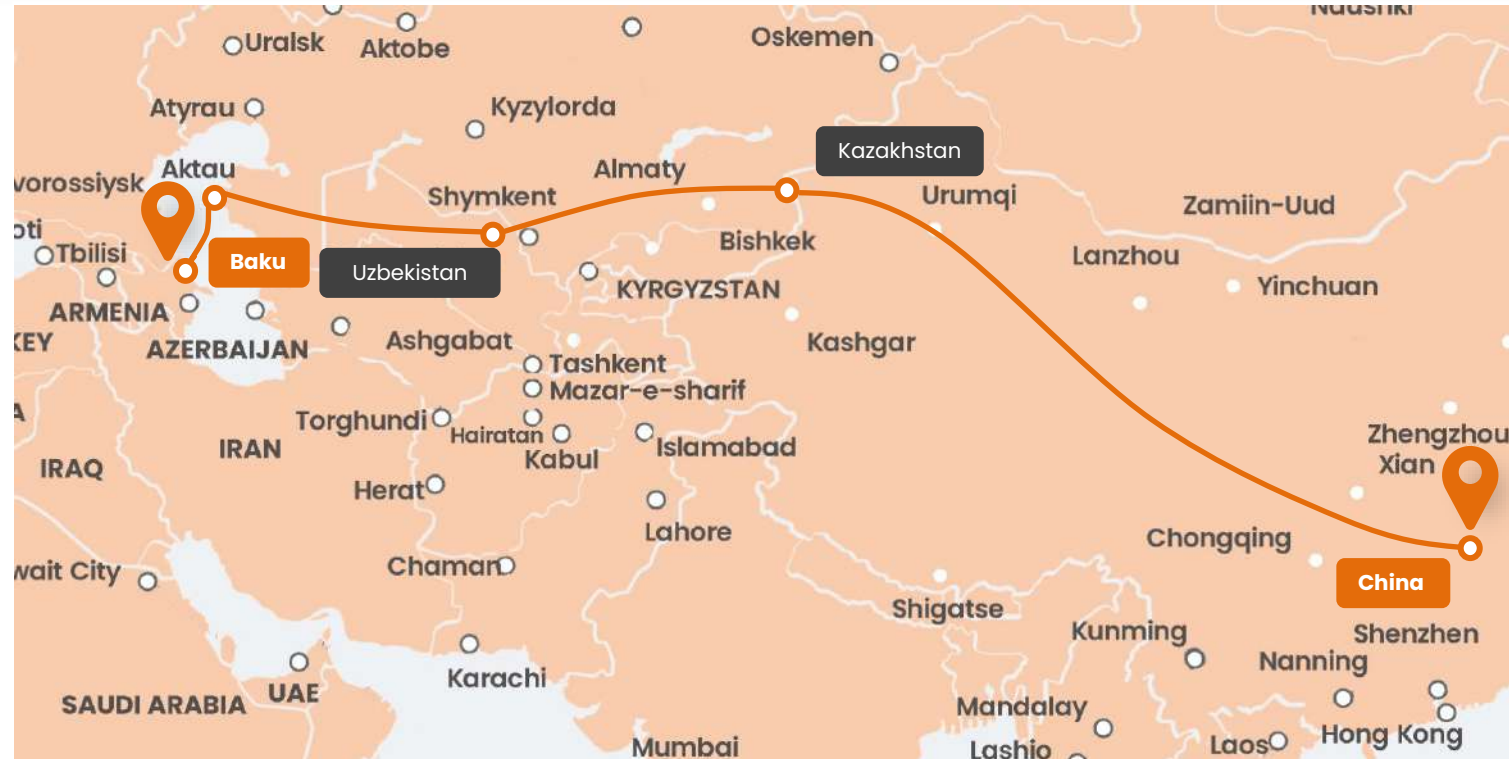 Naushki
Uralsk
Aktobe
Oskemen
Atyrau
Kyzylorda
Kazakhstan
vorossiysk
Aktau
Almaty
Shymkent
Urumqi
Zamiin-Uud
oti
Tbilisi
Baku
Uzbekistan
Bishkek
Lanzhou
Yinchuan
KYRGYZSTAN
ARMENIA
KEY
AZERBAIJAN
Ashgabat
Kashgar
Tashkent
Mazar-e-sharif
A
Torghundi
Hairatan
IRAN
Islamabad
Zhengzhou
Xian
IRAQ
Kabul
Herat
Lahore
Chongqing
wait City
Chaman
China
Shigatse
Kunming
Shenzhen
Nanning
Karachi
UAE
SAUDI ARABIA
Mandalay
Laos
Hong Kong
Mumbai
Lashio